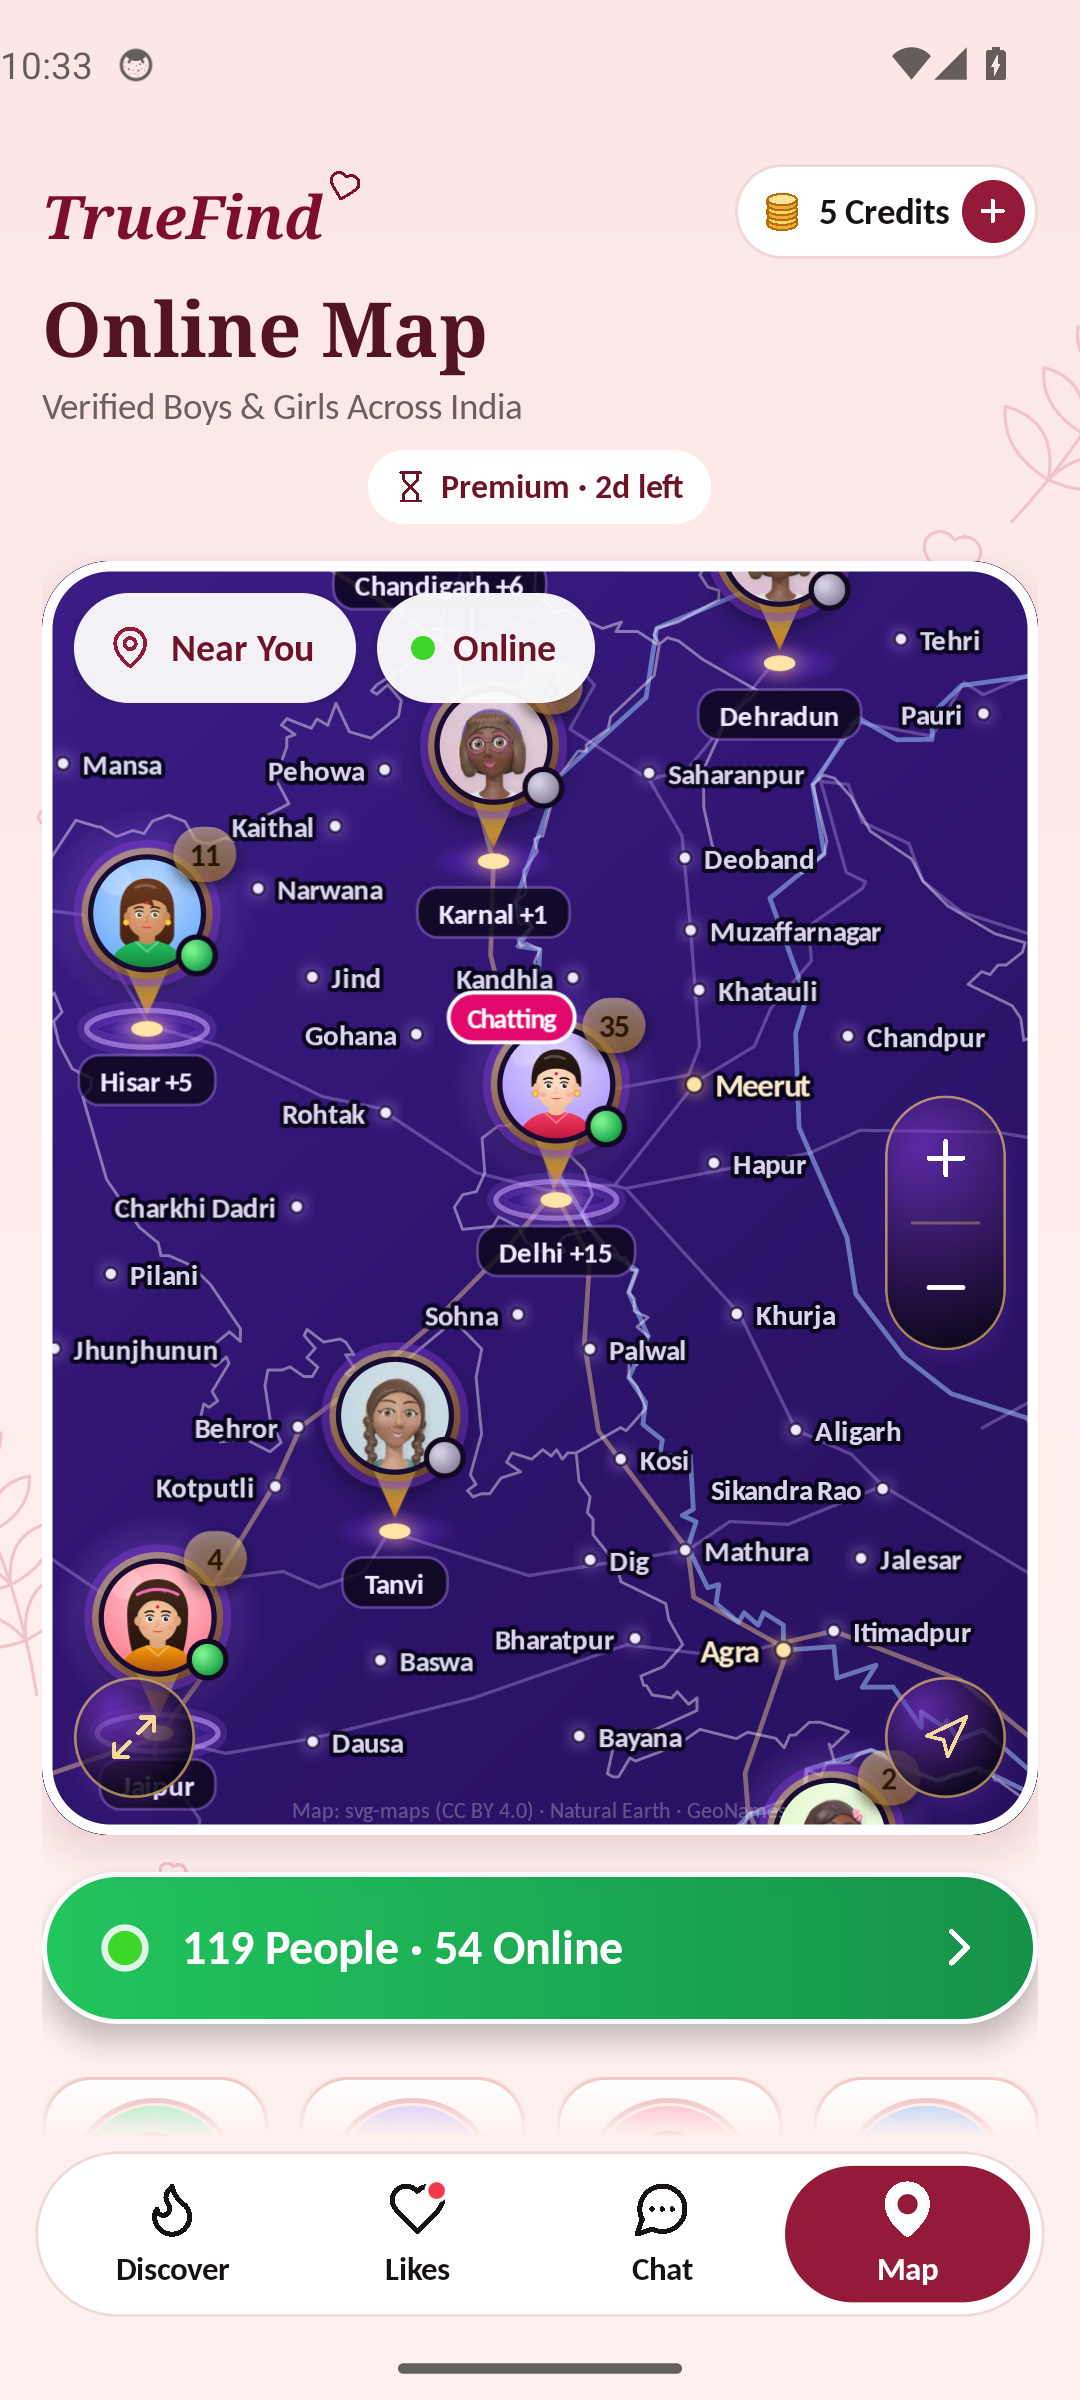 10:33
TrueFind
5 Credits
Online Map
Verified Boys & Girls Across India
Premium · 2d left
Chandigarh +6
Near You
Online
6
Tehri
Dehradun
Pauri
Mansa
Pehowa
Saharanpur
Kaithal
11
Deoband
Narwana
Karnal +1
Muzaffarnagar
Jind
Kandhla
Khatauli
Chatting
35
Gohana
Chandpur
Hisar +5
Meerut
Rohtak
Hapur
Charkhi Dadri
Delhi +15
Pilani
Sohna
Khurja
Jhunjhunun
Palwal
Behror
Aligarh
Kosi
Kotputli
Sikandra Rao
4
Mathura
Dig
Jalesar
Tanvi
Bharatpur
Itimadpur
Agra
Baswa
Dausa
Bayana
Jaipur
2
Map: svg-maps (CC BY 4.0) · Natural Earth · GeoNames
119 People · 54 Online
Discover
Likes
Chat
Map